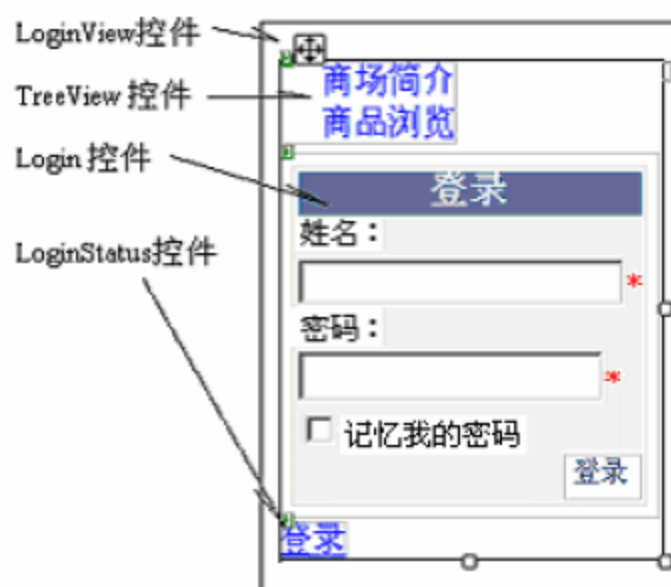 LoginView控件
商场简介
TreeView 控件
商品浏览
Login 控件
登录
姓名：
*
LoginStatus控件
密码：
*
记忆我的密码
登录
登录